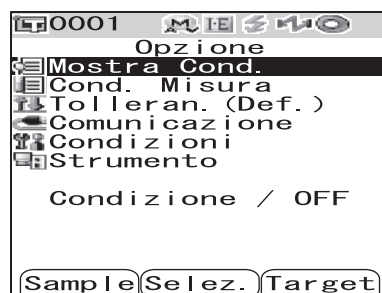 0001 M I·E
Opzione
Mostra Cond.
Cond. Misura
Tolleran.(Def.)
Comunicazione
Condizioni
Strumento
Condizione / OFF
Sample Selez. Target